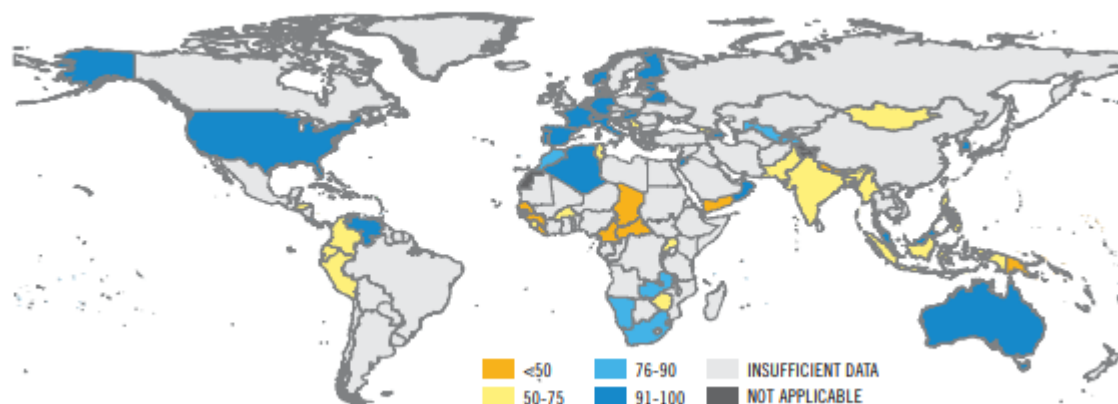 <50
50-75
76-90
91-100
INSUFFICIENT DATA
NOT APPLICABLE